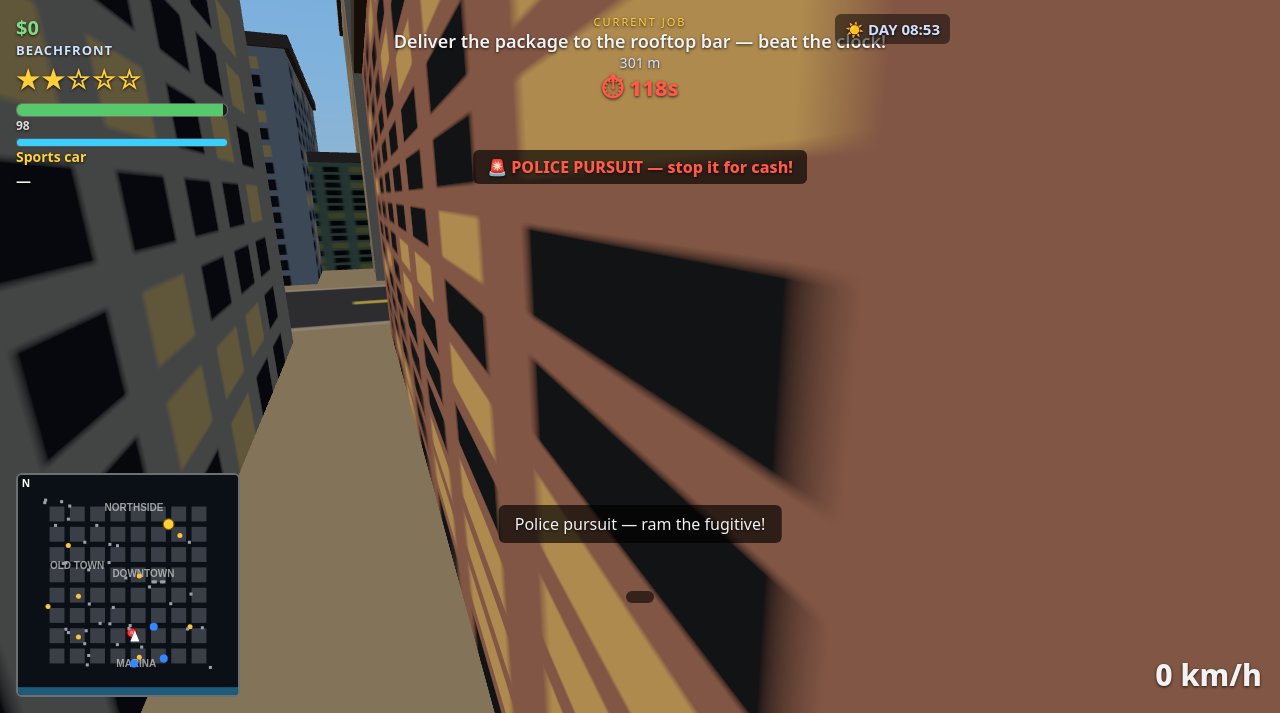 $0
BEACHFRONT
★★☆☆☆
98
Sports car
—
CURRENT JOB
Deliver the package to the rooftop bar — beat the clock!
301 m
⏱ 118s
☀️ DAY 08:53
🚨 POLICE PURSUIT — stop it for cash!
Police pursuit — ram the fugitive!
N
NORTHSIDE
OLD TOWN
DOWNTOWN
MARINA
0 km/h